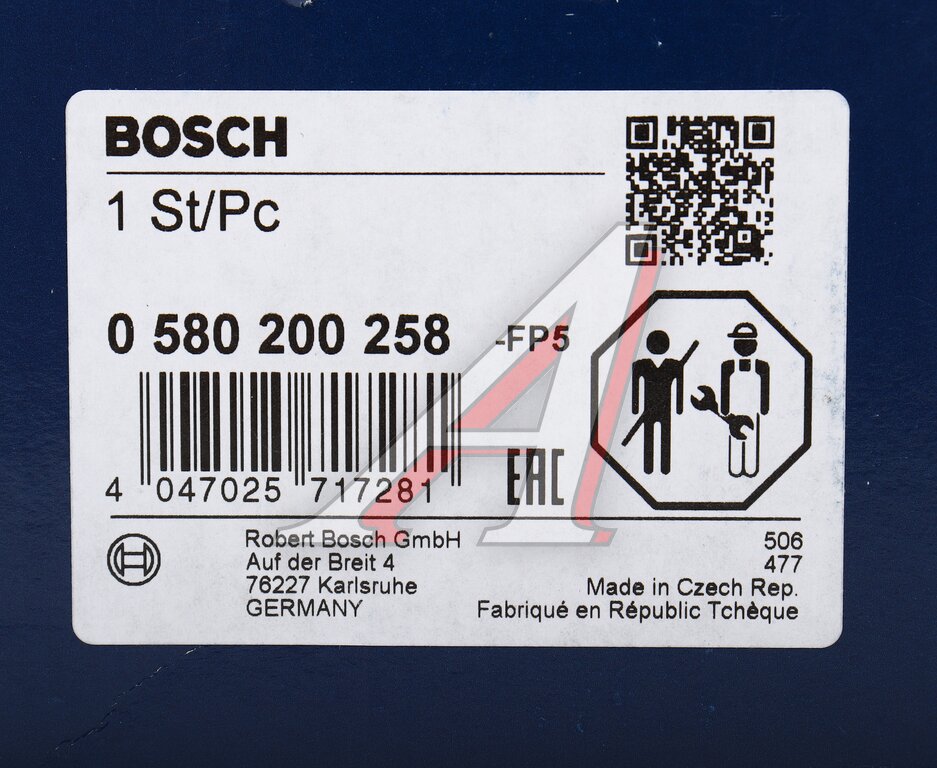 BOSCH
1 St/Pc
0 580 200 258 -FP5
4 047025 717281
EAC
Robert Bosch GmbH
Auf der Breit 4
76227 Karlsruhe
GERMANY
506
477
Made in Czech Rep.
Fabriqué en Républic Tchèque